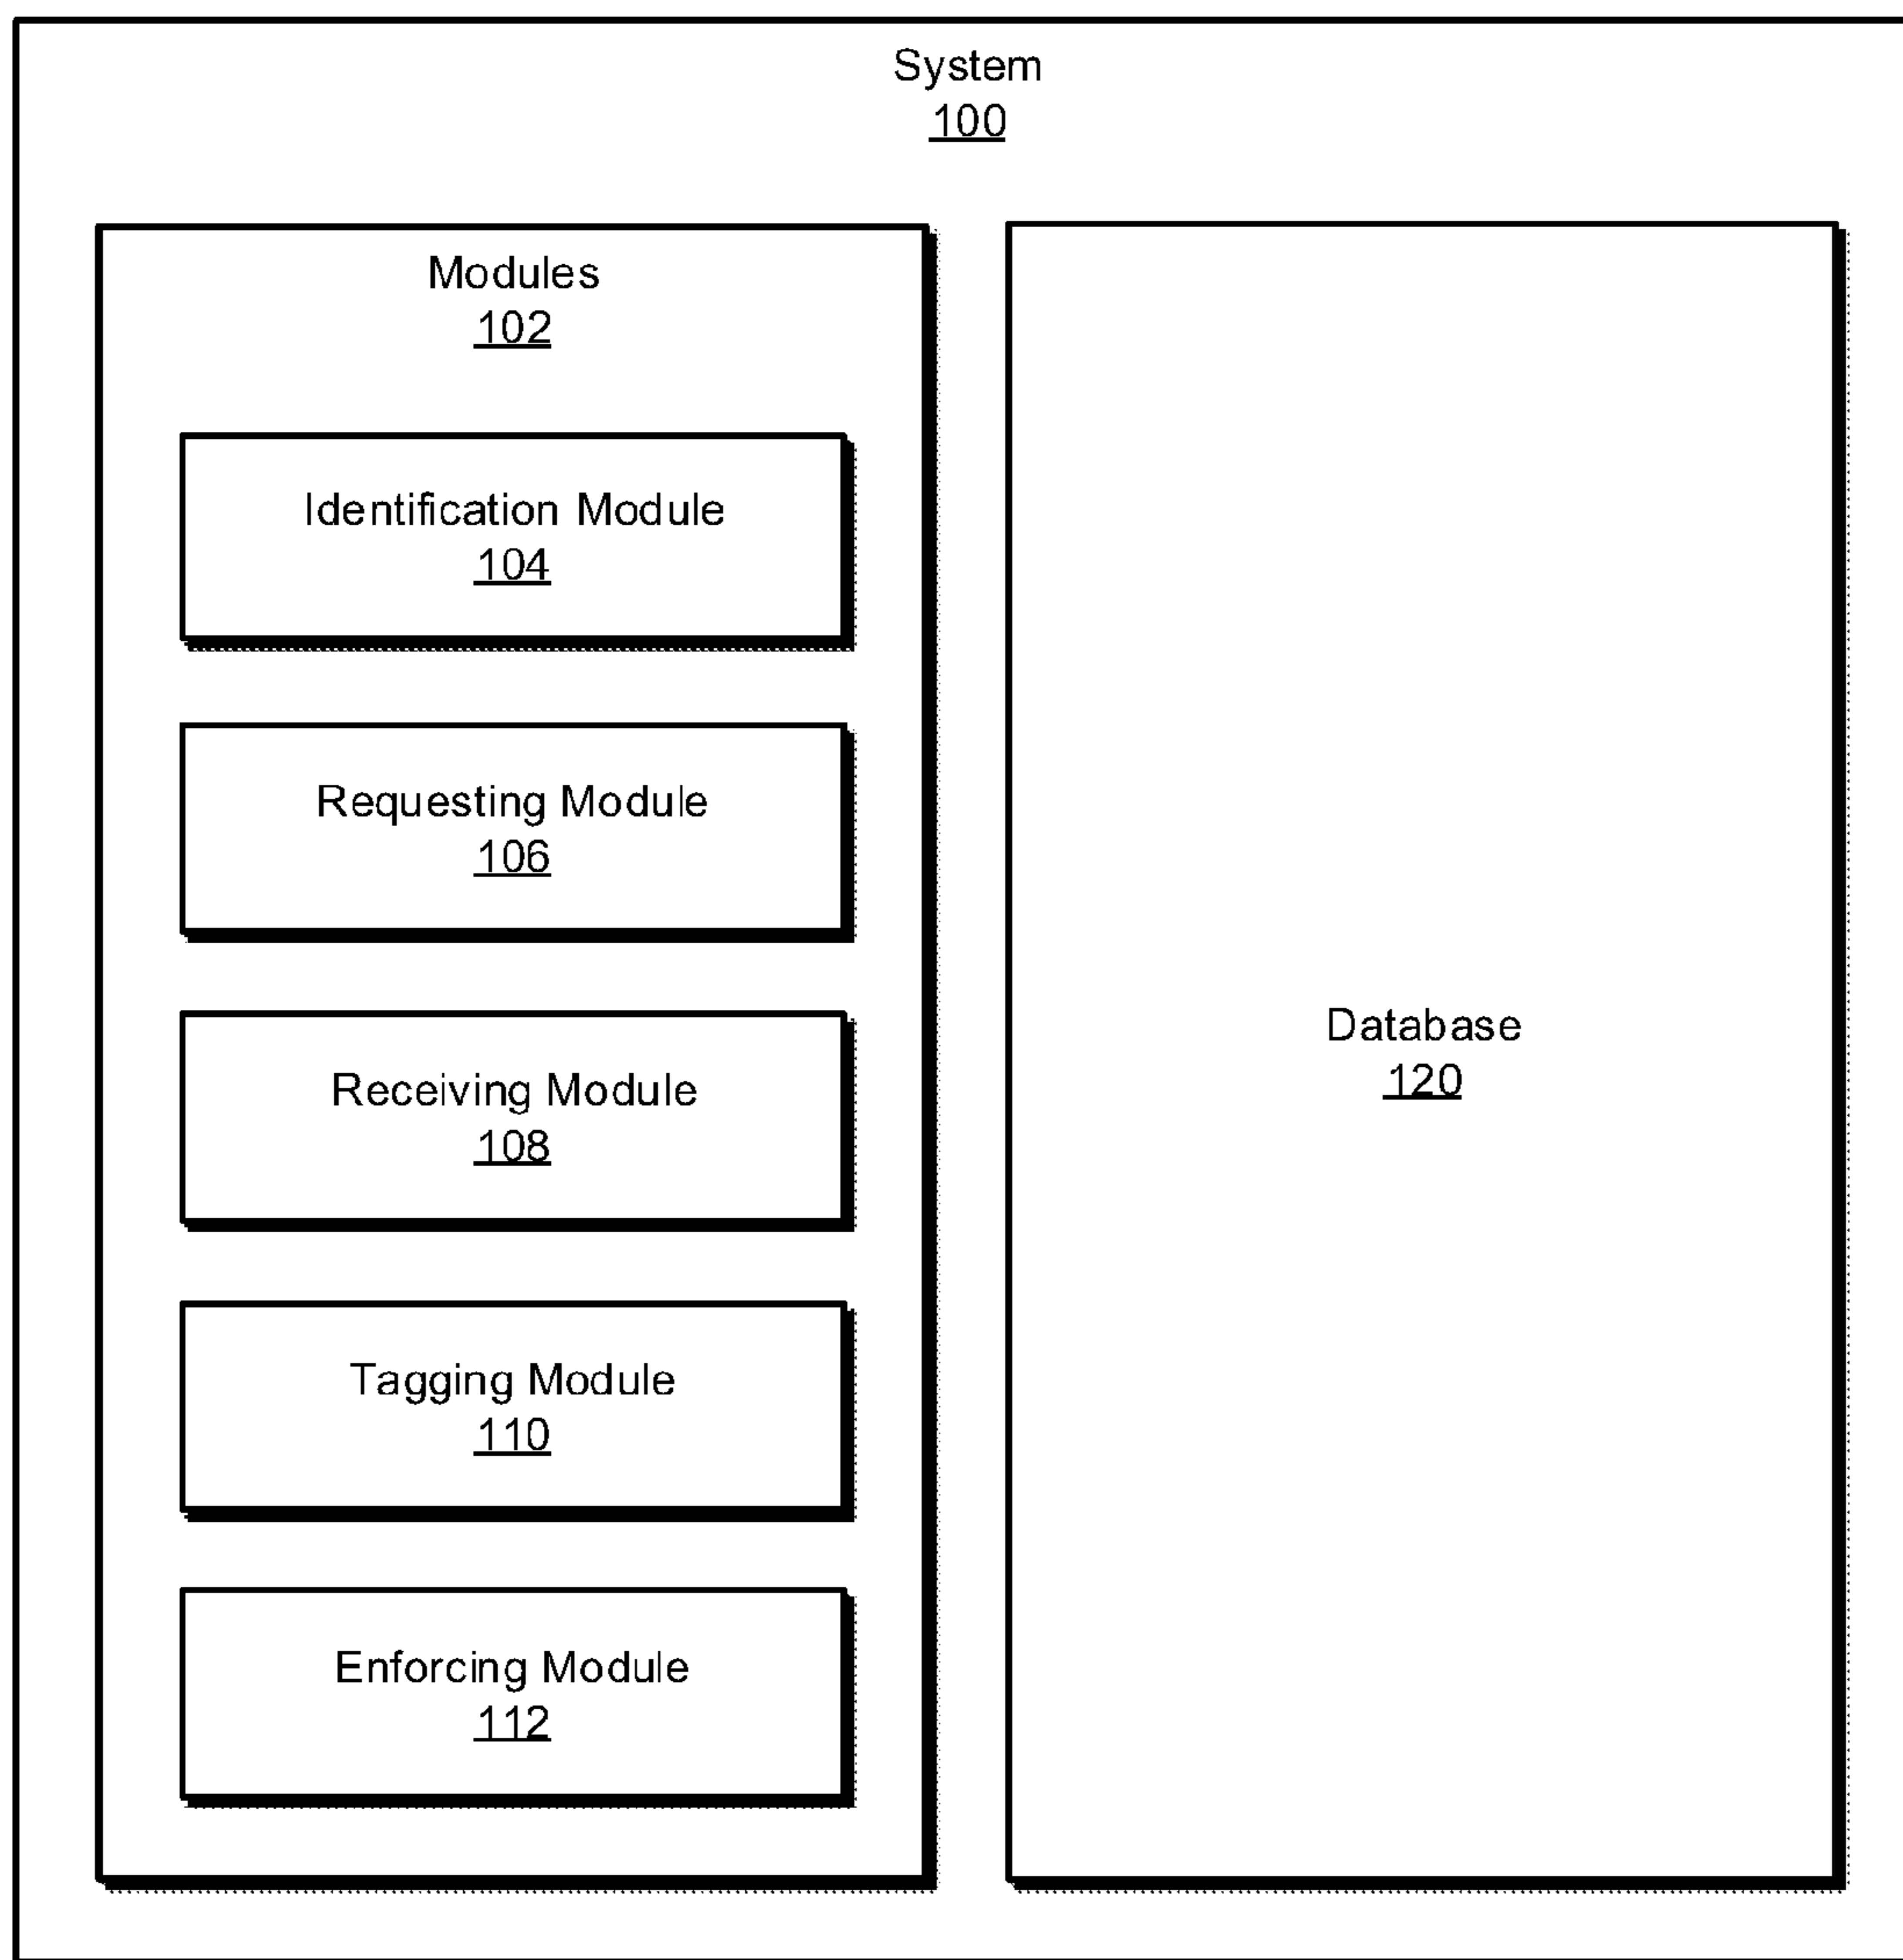 System
100
Modules
102
Identification Module
104
Requesting Module
106
Receiving Module
108
Tagging Module
110
Enforcing Module
112
Database
120